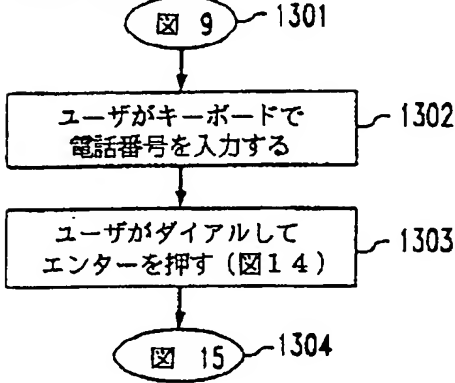 図 9
1301
ユーザがキーボードで
電話番号を入力する
1302
ユーザがダイアルして
エンターを押す(図14)
1303
図 15
1304